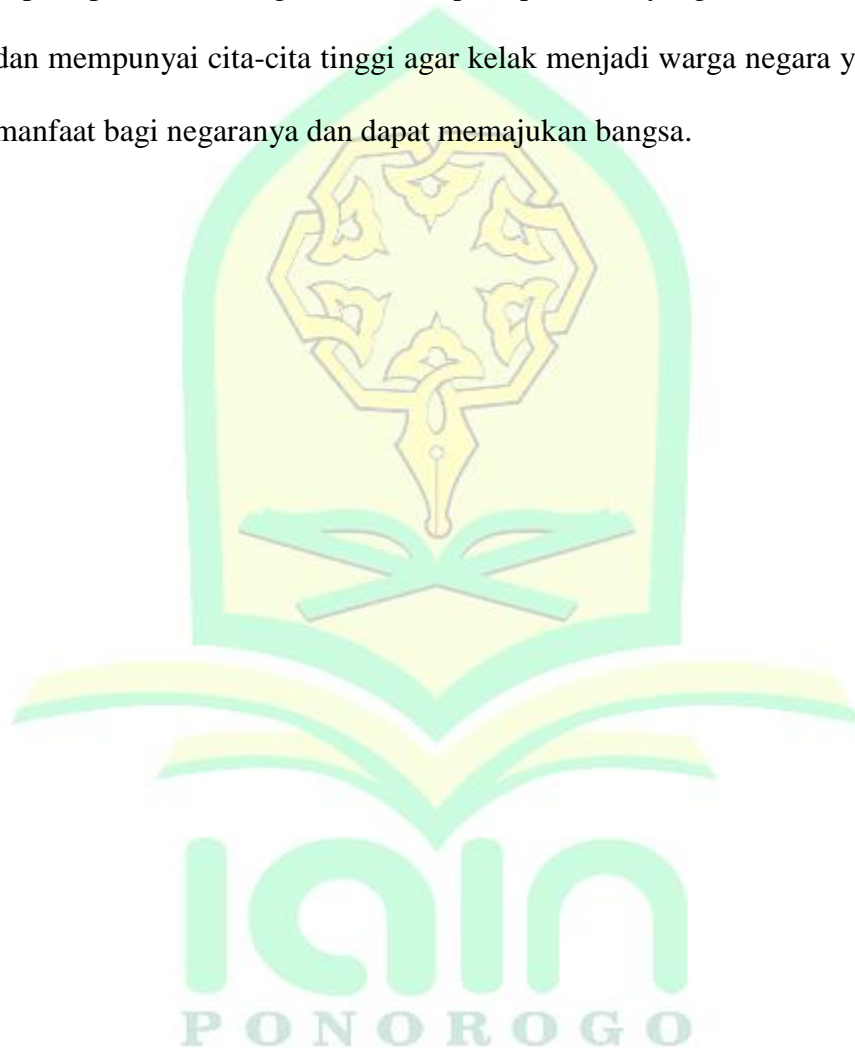 dan mempunyai cita-cita tinggi agar kelak menjadi warga negara y
manfaat bagi negaranya dan dapat memajukan bangsa.
iain
PONOROGO